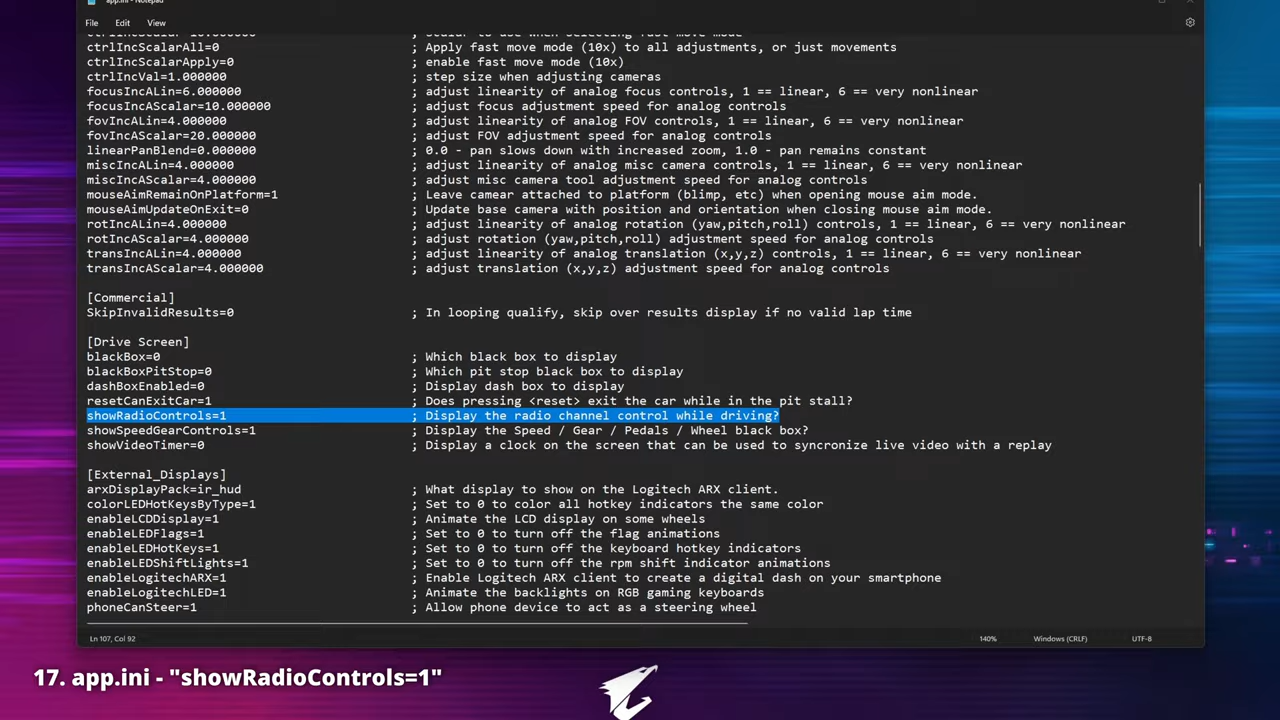 app.ini - Notepad
File Edit View
ctrlIncScalarAll=0 ; Apply fast move mode (10x) to all adjustments, or just movements
ctrlIncScalarApply=0 ; enable fast move mode (10x)
ctrlIncVal=1.000000 ; step size when adjusting cameras
focusIncALin=6.000000 ; adjust linearity of analog focus controls, 1 == linear, 6 == very nonlinear
focusIncAScalar=10.000000 ; adjust focus adjustment speed for analog controls
fovIncALin=4.000000 ; adjust linearity of analog FOV controls, 1 == linear, 6 == very nonlinear
fovIncAScalar=20.000000 ; adjust FOV adjustment speed for analog controls
linearPanBlend=0.000000 ; 0.0 - pan slows down with increased zoom, 1.0 - pan remains constant
miscIncALin=4.000000 ; adjust linearity of analog misc camera controls, 1 == linear, 6 == very nonlinear
miscIncAScalar=4.000000 ; adjust misc camera tool adjustment speed for analog controls
mouseAimRemainOnPlatform=1 ; Leave camear attached to platform (blimp, etc) when opening mouse aim mode.
mouseAimUpdateOnExit=0 ; Update base camera with position and orientation when closing mouse aim mode.
rotIncALin=4.000000 ; adjust linearity of analog rotation (yaw,pitch,roll) controls, 1 == linear, 6 == very nonlinear
rotIncAScalar=4.000000 ; adjust rotation (yaw,pitch,roll) adjustment speed for analog controls
transIncALin=4.000000 ; adjust linearity of analog translation (x,y,z) controls, 1 == linear, 6 == very nonlinear
transIncAScalar=4.000000 ; adjust translation (x,y,z) adjustment speed for analog controls
[Commercial]
SkipInvalidResults=0 ; In looping qualify, skip over results display if no valid lap time
[Drive Screen]
blackBox=0 ; Which black box to display
blackBoxPitStop=0 ; Which pit stop black box to display
dashBoxEnabled=0 ; Display dash box to display
resetCanExitCar=1 ; Does pressing <reset> exit the car while in the pit stall?
showRadioControls=1 ; Display the radio channel control while driving?
showSpeedGearControls=1 ; Display the Speed / Gear / Pedals / Wheel black box?
showVideoTimer=0 ; Display a clock on the screen that can be used to syncronize live video with a replay
[External_Displays]
arxDisplayPack=ir_hud ; What display to show on the Logitech ARX client.
colorLEDHotKeysByType=1 ; Set to 0 to color all hotkey indicators the same color
enableLCDDisplay=1 ; Animate the LCD display on some wheels
enableLEDFlags=1 ; Set to 0 to turn off the flag animations
enableLEDHotKeys=1 ; Set to 0 to turn off the keyboard hotkey indicators
enableLEDShiftLights=1 ; Set to 0 to turn off the rpm shift indicator animations
enableLogitechARX=1 ; Enable Logitech ARX client to create a digital dash on your smartphone
enableLogitechLED=1 ; Animate the backlights on RGB gaming keyboards
phoneCanSteer=1 ; Allow phone device to act as a steering wheel
Ln 107, Col 92 140% Windows (CRLF) UTF-8
17. app.ini - "showRadioControls=1"